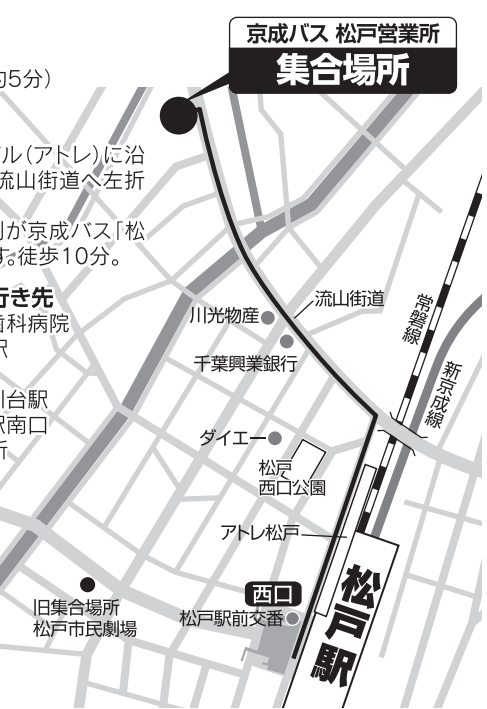 京成バス 松戸営業所
集合場所
約5分）
ル（アトレ）に沿
流山街道へ左折
が京成バス「松
す。徒歩10分。
行き先
歯科病院
駅
川台駅
駅南口
所
流山街道
川光物産
千葉興業銀行
常磐線
新京成線
ダイエー
松戸
西口公園
アトレ松戸
西口
松戸駅前交番
松戸駅
旧集合場所
松戸市民劇場